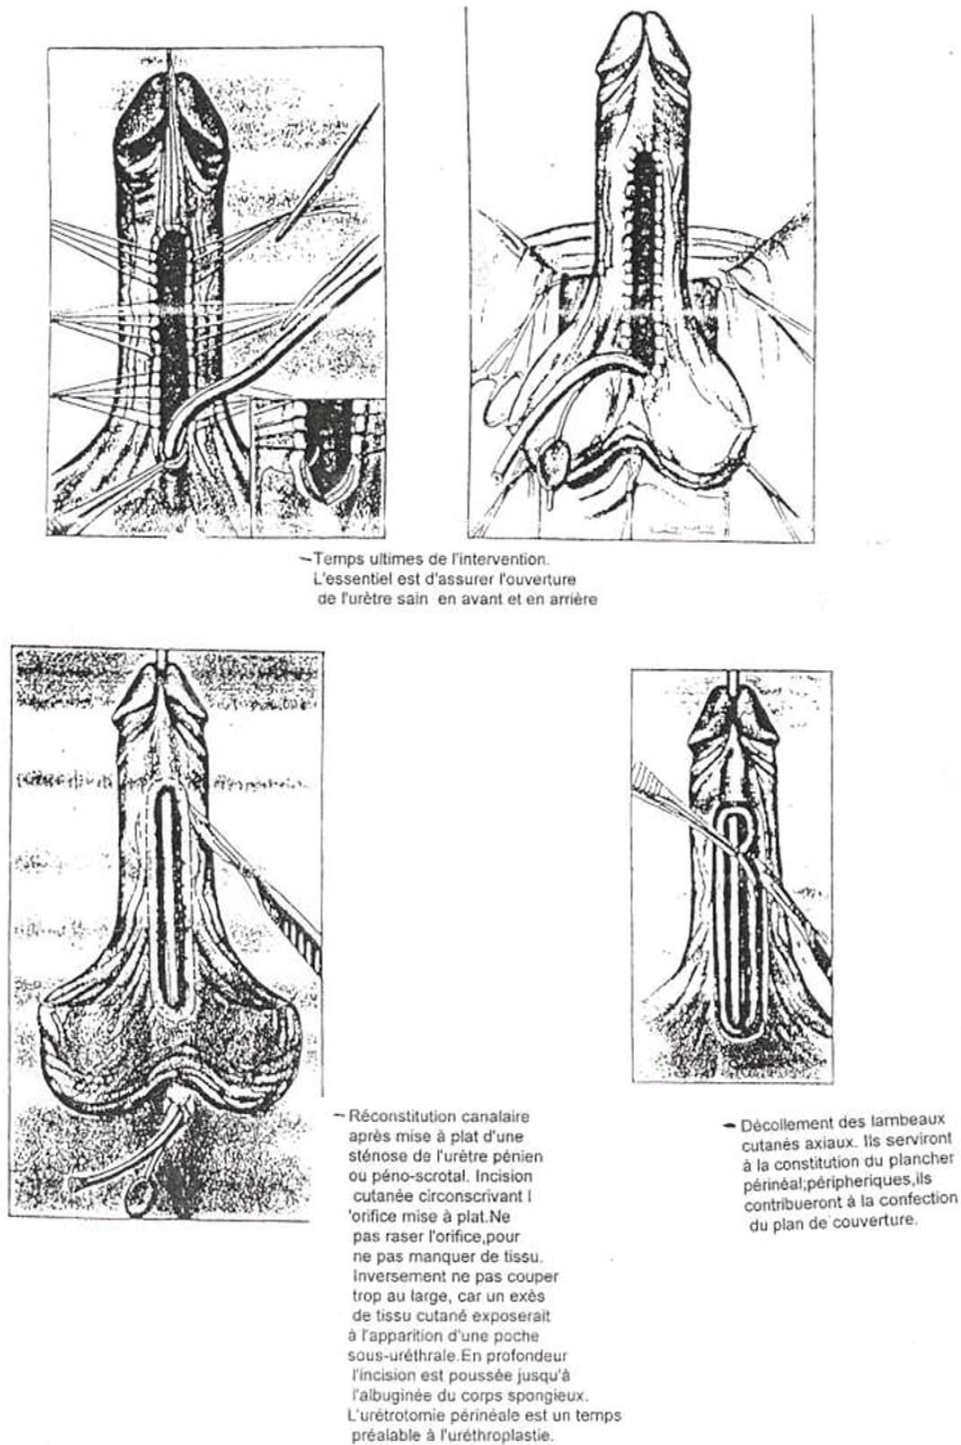 –Temps ultimes de l'intervention.
L'essentiel est d'assurer l'ouverture
de l'urètre sain en avant et en arrière
– Réconstitution canalaire
après mise à plat d'une
sténose de l'urètre pénien
ou péno-scrotal. Incision
cutanée circonscrivant l
'orifice mise à plat.Ne
pas raser l'orifice,pour
ne pas manquer de tissu.
Inversement ne pas couper
trop au large, car un exès
de tissu cutané exposerait
à l'apparition d'une poche
sous-uréthrale.En profondeur
l'incision est poussée jusqu'à
l'albuginée du corps spongieux.
L'urétrotomie périnéale est un temps
préalable à l'uréthroplastie.
– Décollement des lambeaux
cutanés axiaux. Ils serviront
à la constitution du plancher
périnéal;péripheriques,ils
contribueront à la confection
du plan de couverture.